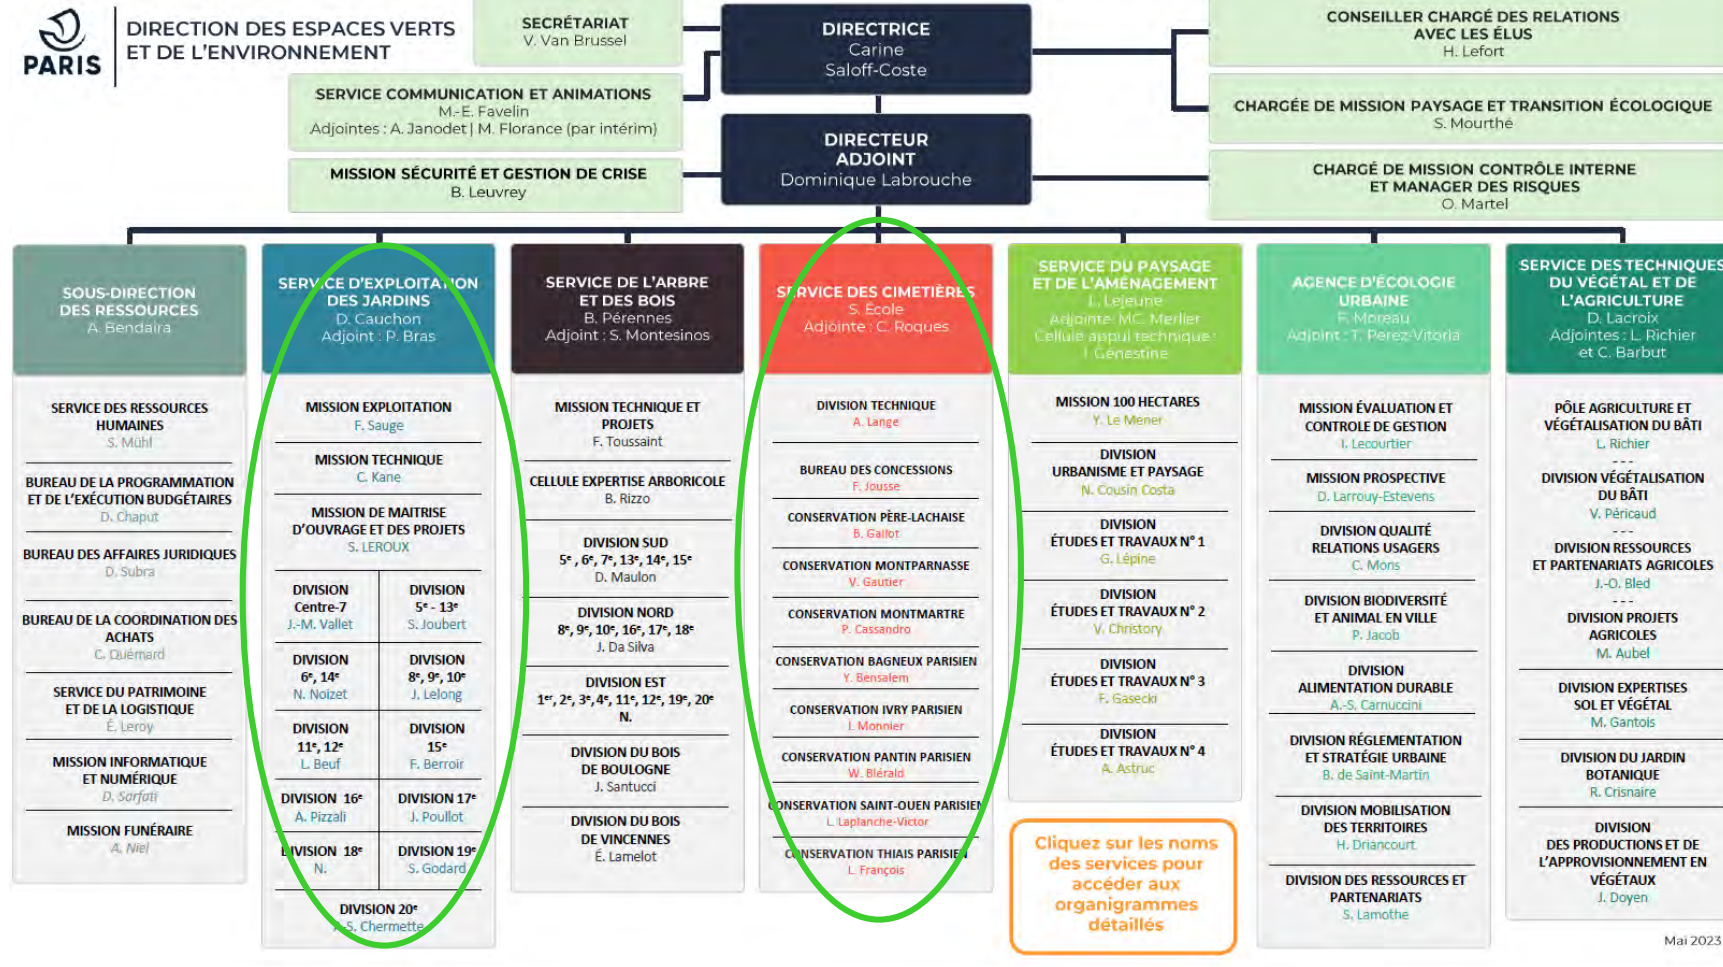 PARIS
DIRECTION DES ESPACES VERTS
ET DE L'ENVIRONNEMENT
SECRÉTARIAT
V. Van Brussel
SERVICE COMMUNICATION ET ANIMATIONS
M.-E. Favelin
Adjointes : A. Janodet | M. Florance (par intérim)
MISSION SÉCURITÉ ET GESTION DE CRISE
B. Leuvrey
DIRECTRICE
Carine
Saloff-Coste
DIRECTEUR
ADJOINT
Dominique Labrouche
CONSEILLER CHARGÉ DES RELATIONS
AVEC LES ÉLUS
H. Lefort
CHARGÉE DE MISSION PAYSAGE ET TRANSITION ÉCOLOGIQUE
S. Mourthé
CHARGÉ DE MISSION CONTRÔLE INTERNE
ET MANAGER DES RISQUES
O. Martel
SOUS-DIRECTION
DES RESSOURCES
A. Bendaira
SERVICE DES RESSOURCES
HUMAINES
S. Mühl
BUREAU DE LA PROGRAMMATION
ET DE L'EXÉCUTION BUDGÉTAIRES
D. Chaput
BUREAU DES AFFAIRES JURIDIQUES
D. Subra
BUREAU DE LA COORDINATION DES
ACHATS
C. Quémard
SERVICE DU PATRIMOINE
ET DE LA LOGISTIQUE
É. Leroy
MISSION INFORMATIQUE
ET NUMÉRIQUE
D. Sarfati
MISSION FUNÉRAIRE
A. Niel
SERVICE D'EXPLOITATION
DES JARDINS
D. Cauchon
Adjoint : P. Bras
MISSION EXPLOITATION
F. Sauge
MISSION TECHNIQUE
C. Kane
MISSION DE MAITRISE
D'OUVRAGE ET DES PROJETS
S. LEROUX
DIVISION
Centre-7
J.-M. Vallet
DIVISION
5e - 13e
S. Joubert
DIVISION
6e, 14e
N. Noizet
DIVISION
8e, 9e, 10e
J. Lelong
DIVISION
11e, 12e
L. Beuf
DIVISION
15e
F. Berroir
DIVISION 16e
A. Pizzali
DIVISION 17e
J. Poullot
DIVISION 18e
N.
DIVISION 19e
S. Godard
DIVISION 20e
-S. Chermette
SERVICE DE L'ARBRE
ET DES BOIS
B. Pérennes
Adjoint : S. Montesinos
MISSION TECHNIQUE ET
PROJETS
F. Toussaint
CELLULE EXPERTISE ARBORICOLE
B. Rizzo
DIVISION SUD
5e , 6e, 7e, 13e, 14e, 15e
D. Maulon
DIVISION NORD
8e, 9e, 10e, 16e, 17e, 18e
J. Da Silva
DIVISION EST
1er, 2e, 3e, 4e, 11e, 12e, 19e, 20e
N.
DIVISION DU BOIS
DE BOULOGNE
J. Santucci
DIVISION DU BOIS
DE VINCENNES
É. Lamelot
SERVICE DES CIMETIÈRES
S. École
Adjointe : C. Roques
DIVISION TECHNIQUE
A. Lange
BUREAU DES CONCESSIONS
F. Jousse
CONSERVATION PÈRE-LACHAISE
B. Gallot
CONSERVATION MONTPARNASSE
V. Gautier
CONSERVATION MONTMARTRE
P. Cassandro
CONSERVATION BAGNEUX PARISIEN
Y. Bensalem
CONSERVATION IVRY PARISIEN
I. Monnier
CONSERVATION PANTIN PARISIEN
W. Blérald
CONSERVATION SAINT-OUEN PARISIEN
L. Laplanche-Victor
CONSERVATION THIAIS PARISIEN
L. François
SERVICE DU PAYSAGE
ET DE L'AMÉNAGEMENT
L. Lejeune
Adjointe : MC. Merlier
Cellule appui technique :
I. Génestine
MISSION 100 HECTARES
Y. Le Mener
DIVISION
URBANISME ET PAYSAGE
N. Cousin Costa
DIVISION
ÉTUDES ET TRAVAUX N° 1
G. Lépine
DIVISION
ÉTUDES ET TRAVAUX N° 2
V. Christory
DIVISION
ÉTUDES ET TRAVAUX N° 3
F. Gasecki
DIVISION
ÉTUDES ET TRAVAUX N° 4
A. Astruc
Cliquez sur les noms
des services pour
accéder aux
organigrammes
détaillés
AGENCE D'ÉCOLOGIE
URBAINE
F. Moreau
Adjoint : T. Perez-Vitoria
MISSION ÉVALUATION ET
CONTROLE DE GESTION
I. Lecourtier
MISSION PROSPECTIVE
D. Larrouy-Estevens
DIVISION QUALITÉ
RELATIONS USAGERS
C. Mons
DIVISION BIODIVERSITÉ
ET ANIMAL EN VILLE
P. Jacob
DIVISION
ALIMENTATION DURABLE
A.-S. Carnuccini
DIVISION RÉGLEMENTATION
ET STRATÉGIE URBAINE
B. de Saint-Martin
DIVISION MOBILISATION
DES TERRITOIRES
H. Driancourt
DIVISION DES RESSOURCES ET
PARTENARIATS
S. Lamothe
SERVICE DES TECHNIQUES
DU VÉGÉTAL ET DE
L'AGRICULTURE
D. Lacroix
Adjointes : L. Richier
et C. Barbut
PÔLE AGRICULTURE ET
VÉGÉTALISATION DU BÂTI
L. Richier
---
DIVISION VÉGÉTALISATION
DU BÂTI
V. Péricaud
---
DIVISION RESSOURCES
ET PARTENARIATS AGRICOLES
J.-O. Bled
---
DIVISION PROJETS
AGRICOLES
M. Aubel
DIVISION EXPERTISES
SOL ET VÉGÉTAL
M. Gantois
DIVISION DU JARDIN
BOTANIQUE
R. Crisnaire
DIVISION
DES PRODUCTIONS ET DE
L'APPROVISIONNEMENT EN
VÉGÉTAUX
J. Doyen
Mai 2023